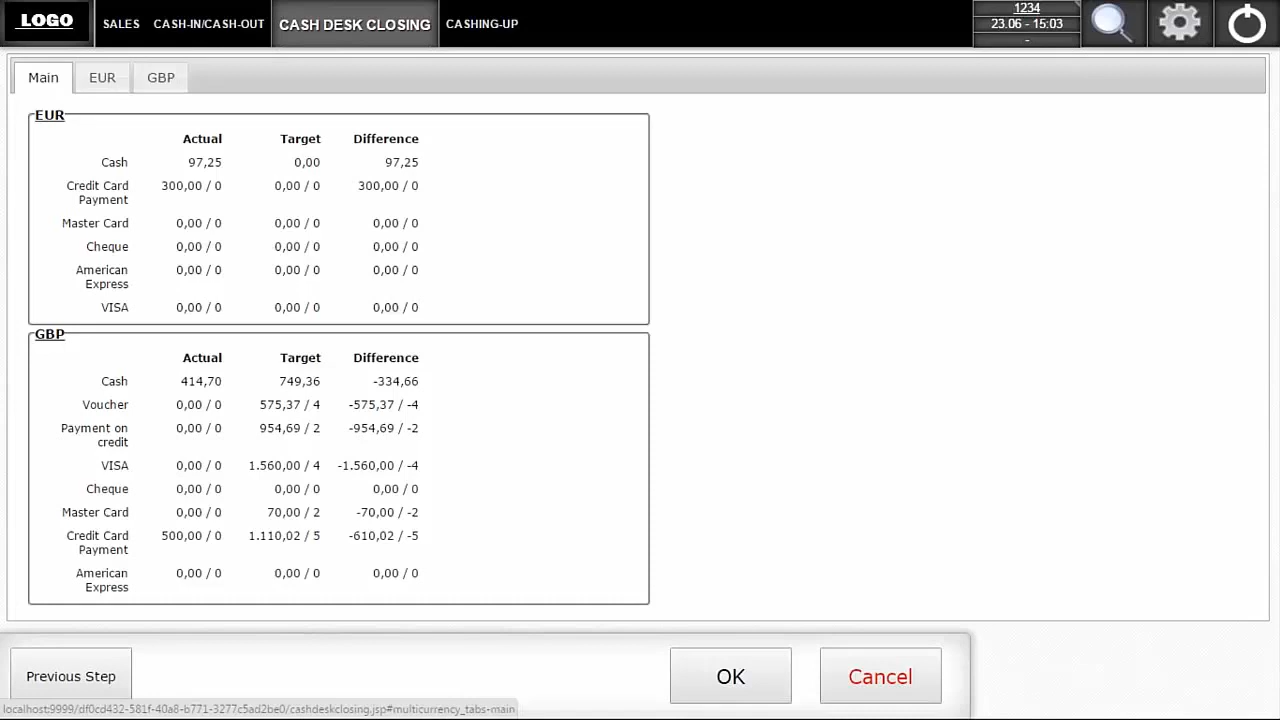 LOGO SALES CASH-IN/CASH-OUT CASH DESK CLOSING CASHING-UP 1234
23.06 - 15:03
-
Main EUR GBP
EUR
Actual Target Difference
Cash 97,25 0,00 97,25
Credit Card 300,00 / 0 0,00 / 0 300,00 / 0
Payment
Master Card 0,00 / 0 0,00 / 0 0,00 / 0
Cheque 0,00 / 0 0,00 / 0 0,00 / 0
American 0,00 / 0 0,00 / 0 0,00 / 0
Express
VISA 0,00 / 0 0,00 / 0 0,00 / 0
GBP
Actual Target Difference
Cash 414,70 749,36 -334,66
Voucher 0,00 / 0 575,37 / 4 -575,37 / -4
Payment on 0,00 / 0 954,69 / 2 -954,69 / -2
credit
VISA 0,00 / 0 1.560,00 / 4 -1.560,00 / -4
Cheque 0,00 / 0 0,00 / 0 0,00 / 0
Master Card 0,00 / 0 70,00 / 2 -70,00 / -2
Credit Card 500,00 / 0 1.110,02 / 5 -610,02 / -5
Payment
American 0,00 / 0 0,00 / 0 0,00 / 0
Express
Previous Step OK Cancel
localhost:9999/df0cd432-581f-40a8-b771-3277c5ad2be0/cashdeskclosing.jsp#multicurrency_tabs-main